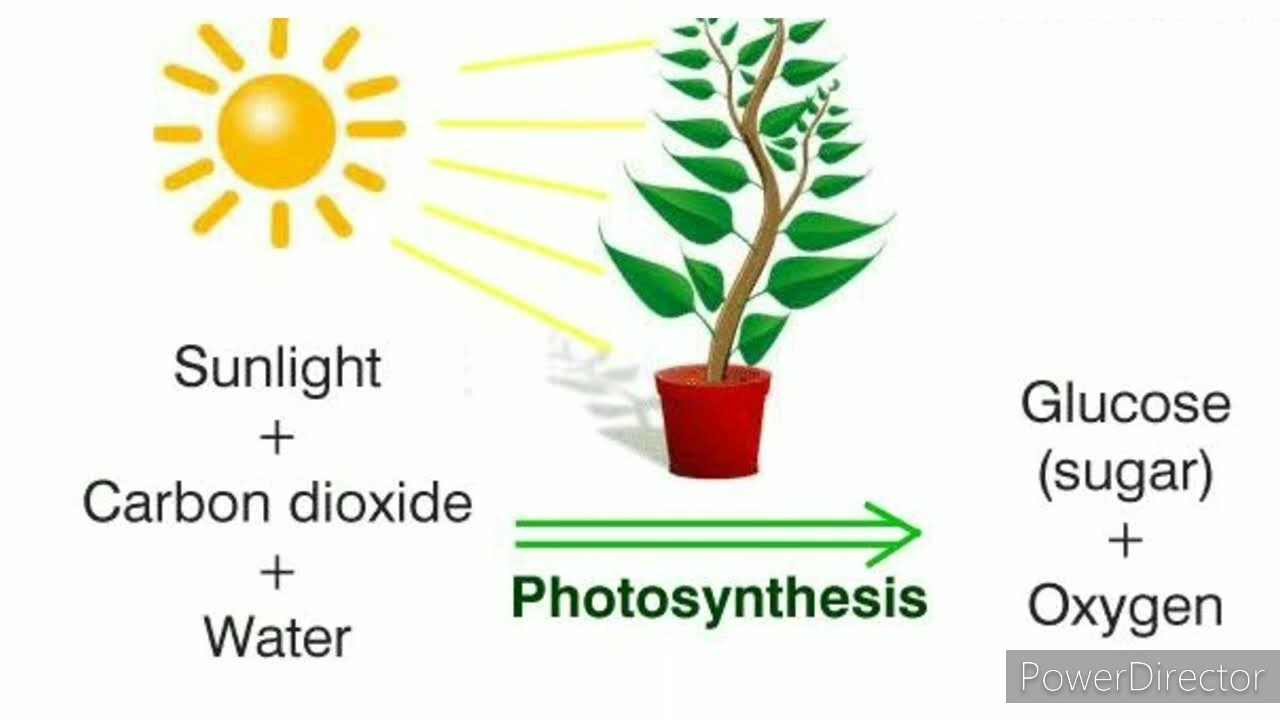 Sunlight
+
Carbon dioxide
+
Water
Photosynthesis
Glucose
(sugar)
+
Oxygen
PowerDirector